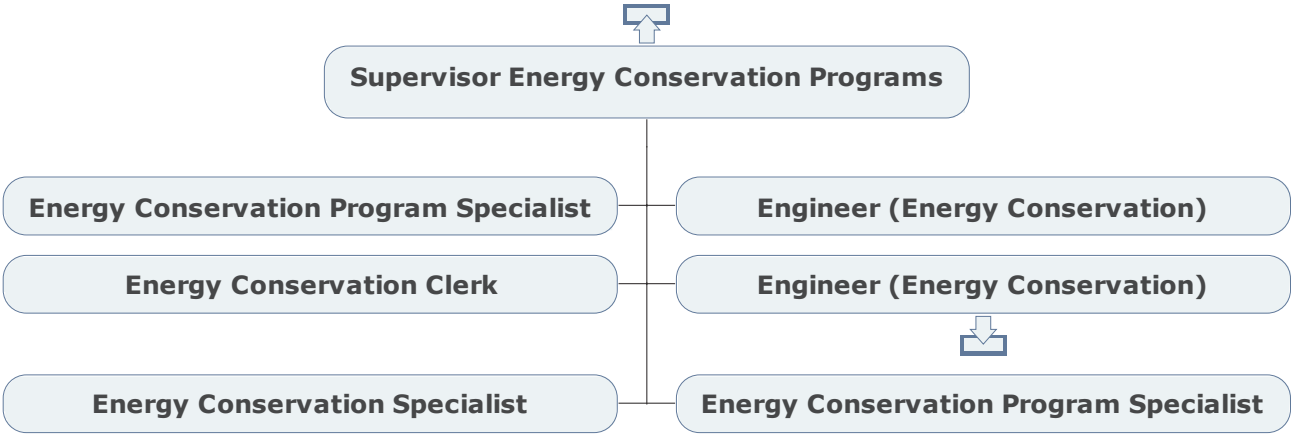 Supervisor Energy Conservation Programs
Energy Conservation Program Specialist
Engineer (Energy Conservation)
Energy Conservation Clerk
Engineer (Energy Conservation)
Energy Conservation Specialist
Energy Conservation Program Specialist